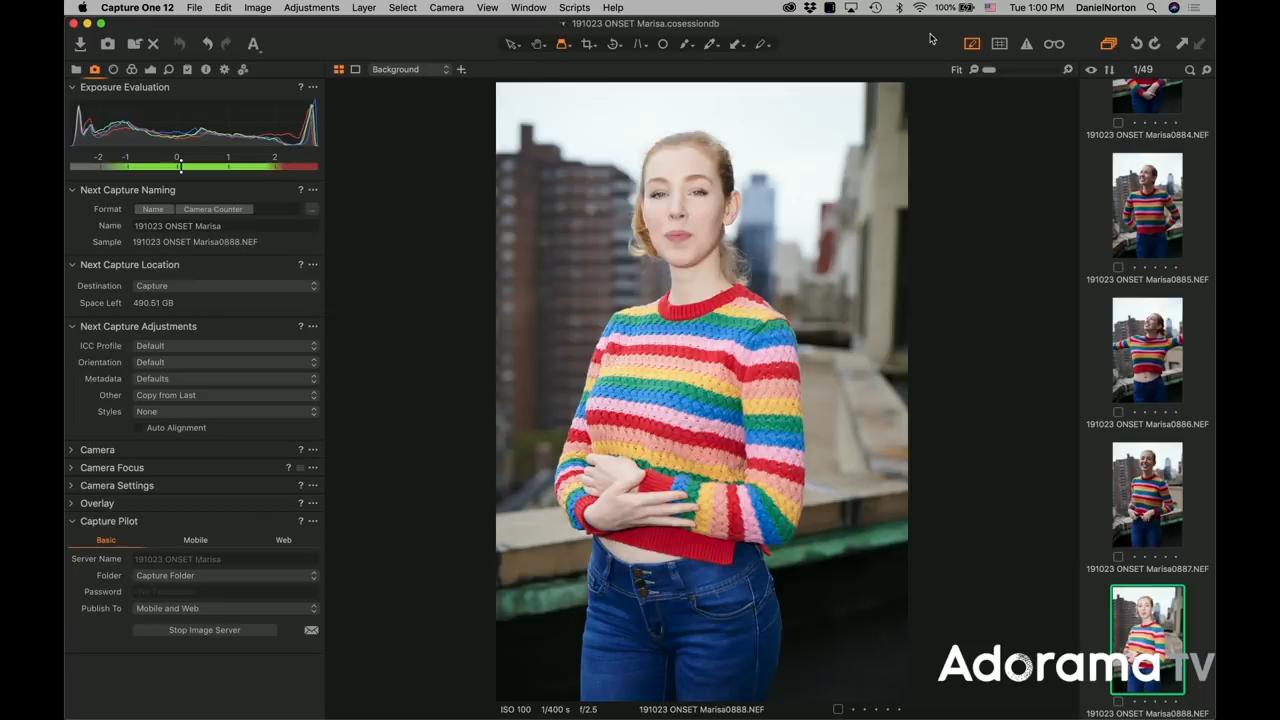 Capture One 12 File Edit View Image Adjustments Layer Select Camera View Window Scripts Help 100% Tue 1:00 PM DanielNorton
191023 ONSET Marisa.cosessiondb
Background
Fit
1/49
Exposure Evaluation
-2 -1 0 1 2
Next Capture Naming
Format Name Camera Counter
Name 191023 ONSET Marisa
Sample 191023 ONSET Marisa0888.NEF
Next Capture Location
Destination Capture
Space Left 490.51 GB
Next Capture Adjustments
ICC Profile Default
Orientation Default
Metadata Defaults
Other Copy from Last
Styles None
Auto Alignment
Camera
Camera Focus
Camera Settings
Overlay
Capture Pilot
Basic Mobile Web
Server Name 191023 ONSET Marisa
Folder Capture Folder
Password
Publish To Mobile and Web
Stop Image Server
ISO 100 1/400 s f/2.5 191023 ONSET Marisa0888.NEF
191023 ONSET Marisa0884.NEF
191023 ONSET Marisa0885.NEF
191023 ONSET Marisa0886.NEF
191023 ONSET Marisa0887.NEF
191023 ONSET Marisa0888.NEF
Adorama TV